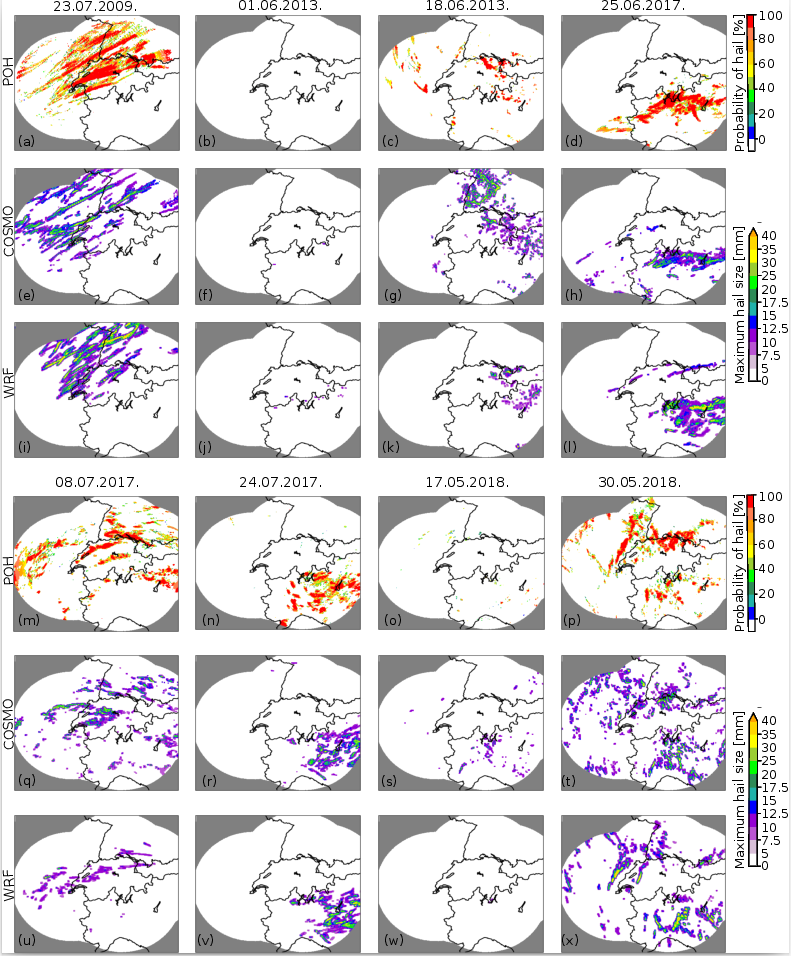 23.07.2009. 01.06.2013. 18.06.2013. 25.06.2017.
POH
(a) (b) (c) (d)
Probability of hail [%]
100
80
60
40
20
0
COSMO
(e) (f) (g) (h)
WRF
(i) (j) (k) (l)
Maximum hail size [mm]
40
35
30
25
20
17.5
15
12.5
10
7.5
5
0
08.07.2017. 24.07.2017. 17.05.2018. 30.05.2018.
POH
(m) (n) (o) (p)
Probability of hail [%]
100
80
60
40
20
0
COSMO
(q) (r) (s) (t)
WRF
(u) (v) (w) (x)
Maximum hail size [mm]
40
35
30
25
20
17.5
15
12.5
10
7.5
5
0